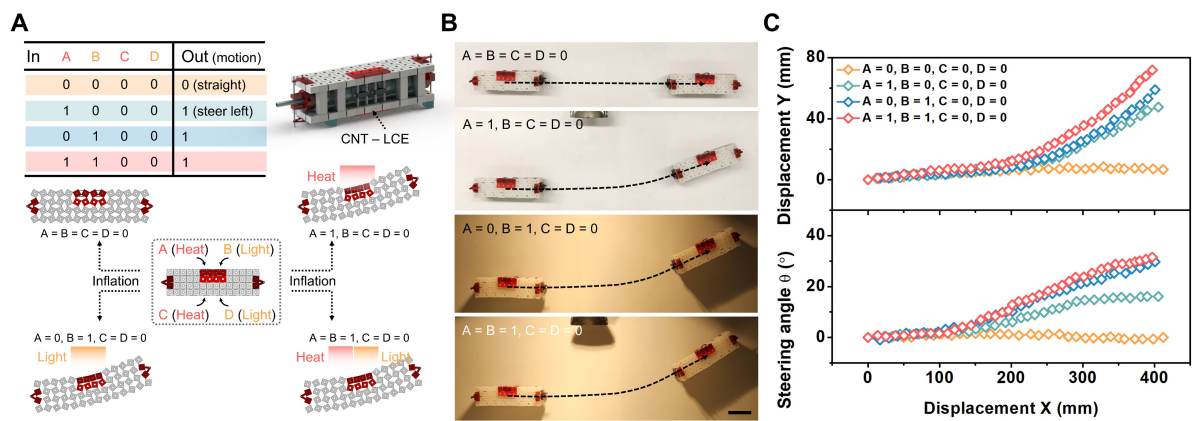 A
In A B C D Out (motion)
0 0 0 0 0 (straight)
1 0 0 0 1 (steer left)
0 1 0 0 1
1 1 0 0 1
CNT – LCE
Heat
A = B = C = D = 0
A = 1, B = C = D = 0
A (Heat) B (Light)
Inflation
Inflation
C (Heat) D (Light)
A = 0, B = 1, C = D = 0
Light
A = B = 1, C = D = 0
Heat
Light
B
A = B = C = D = 0
A = 1, B = C = D = 0
A = 0, B = 1, C = D = 0
A = B = 1, C = D = 0
C
Displacement Y (mm)
80
40
0
A = 0, B = 0, C = 0, D = 0
A = 1, B = 0, C = 0, D = 0
A = 0, B = 1, C = 0, D = 0
A = 1, B = 1, C = 0, D = 0
Steering angle θ (°)
40
20
0
0 100 200 300 400
Displacement X (mm)